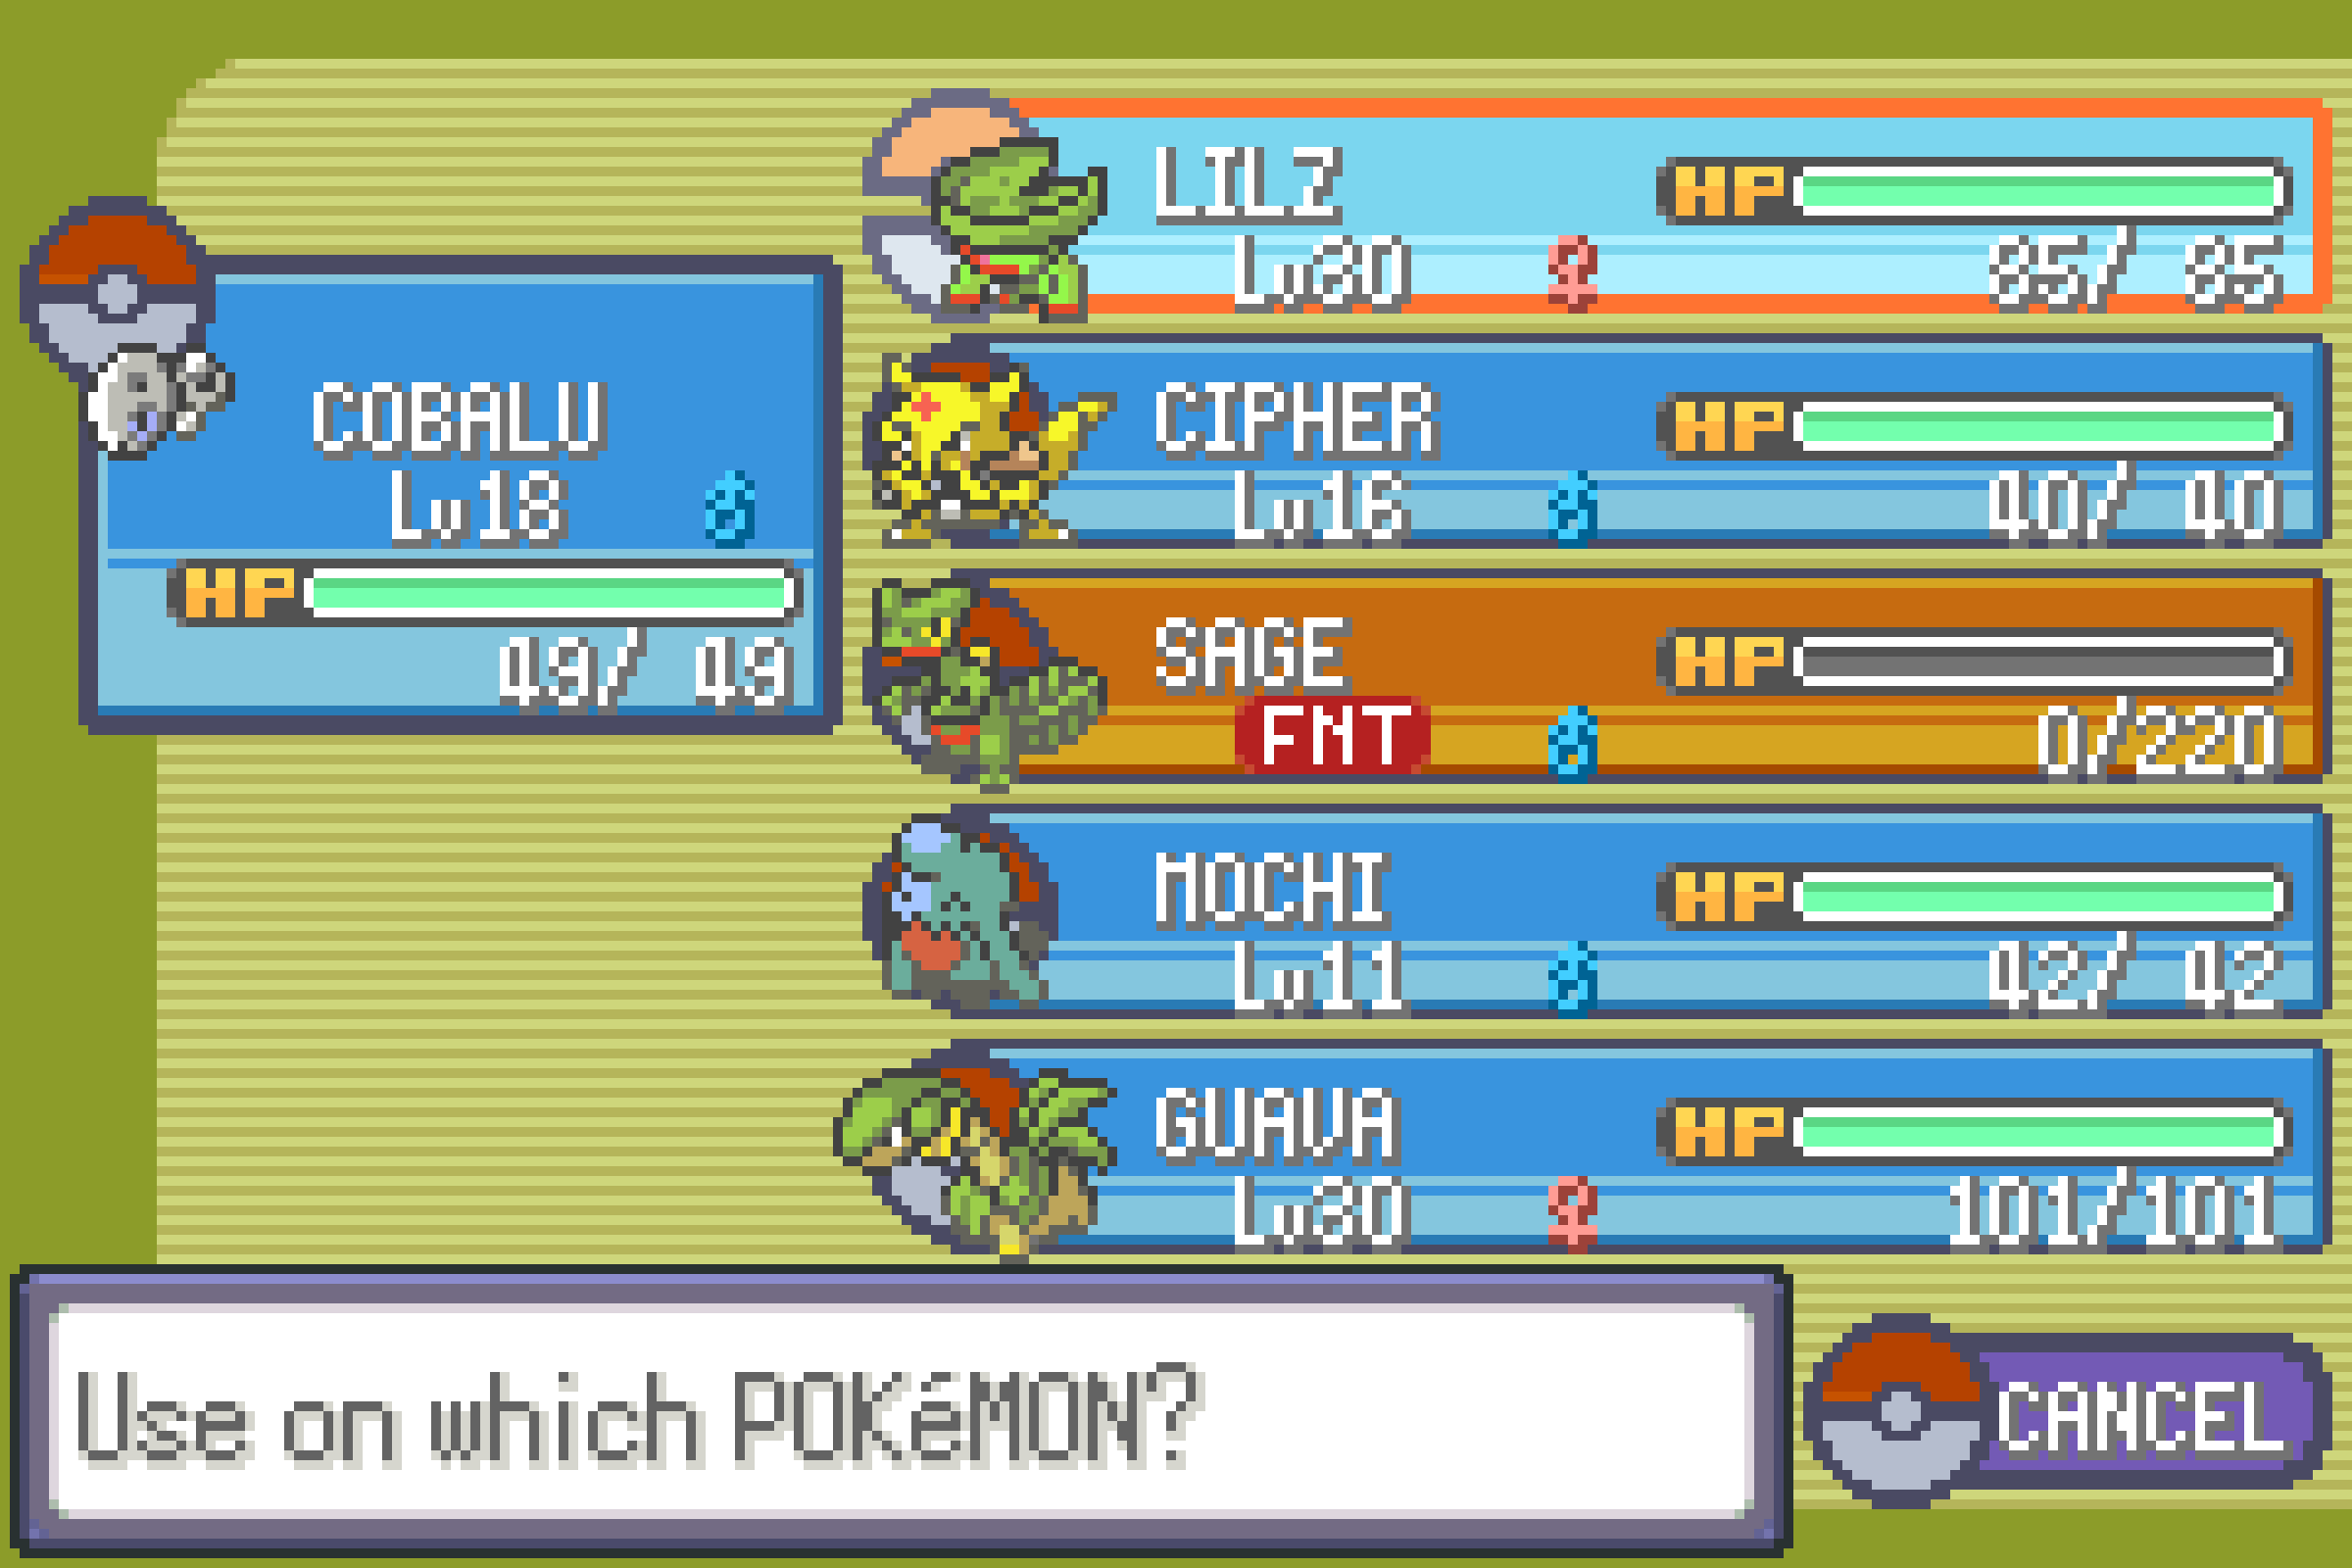 COBALU
Lv18 ♂
HP
49/ 49
LILZ
HP
Lv30 ♀ 85/ 85
CIPHER
HP
Lv16 ♂ 40/ 40
SAGE
HP
FNT ♂ 0/220
MOCHI
HP
Lv11 ♂ 42/ 42
GUAVA
HP
Lv30 ♀ 101/101
Use on which POKéMON?
CANCEL